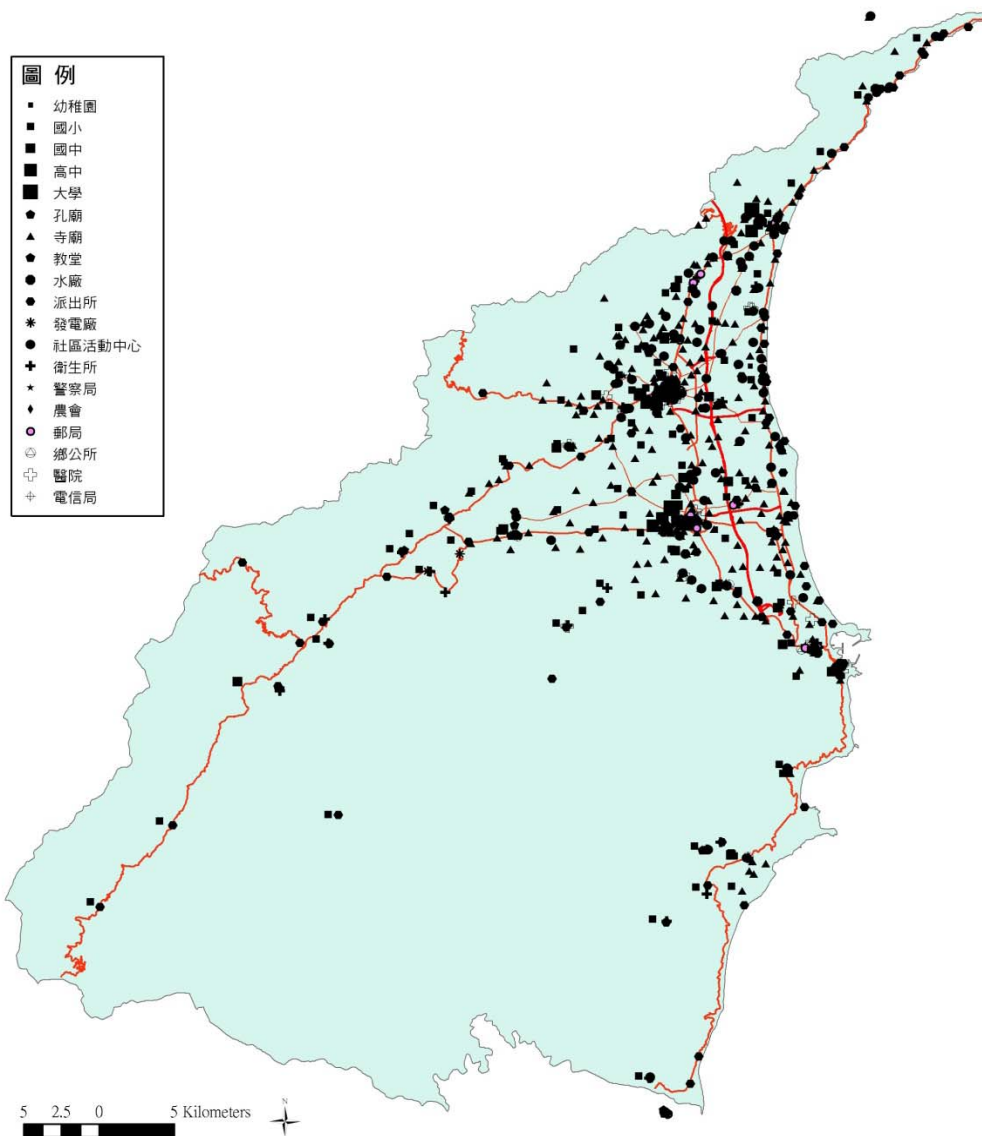 圖 例
幼稚園
國小
國中
高中
大學
孔廟
寺廟
教堂
水廠
派出所
發電廠
社區活動中心
衛生所
警察局
農會
郵局
鄉公所
醫院
電信局
5 2.5 0 5 Kilometers
N